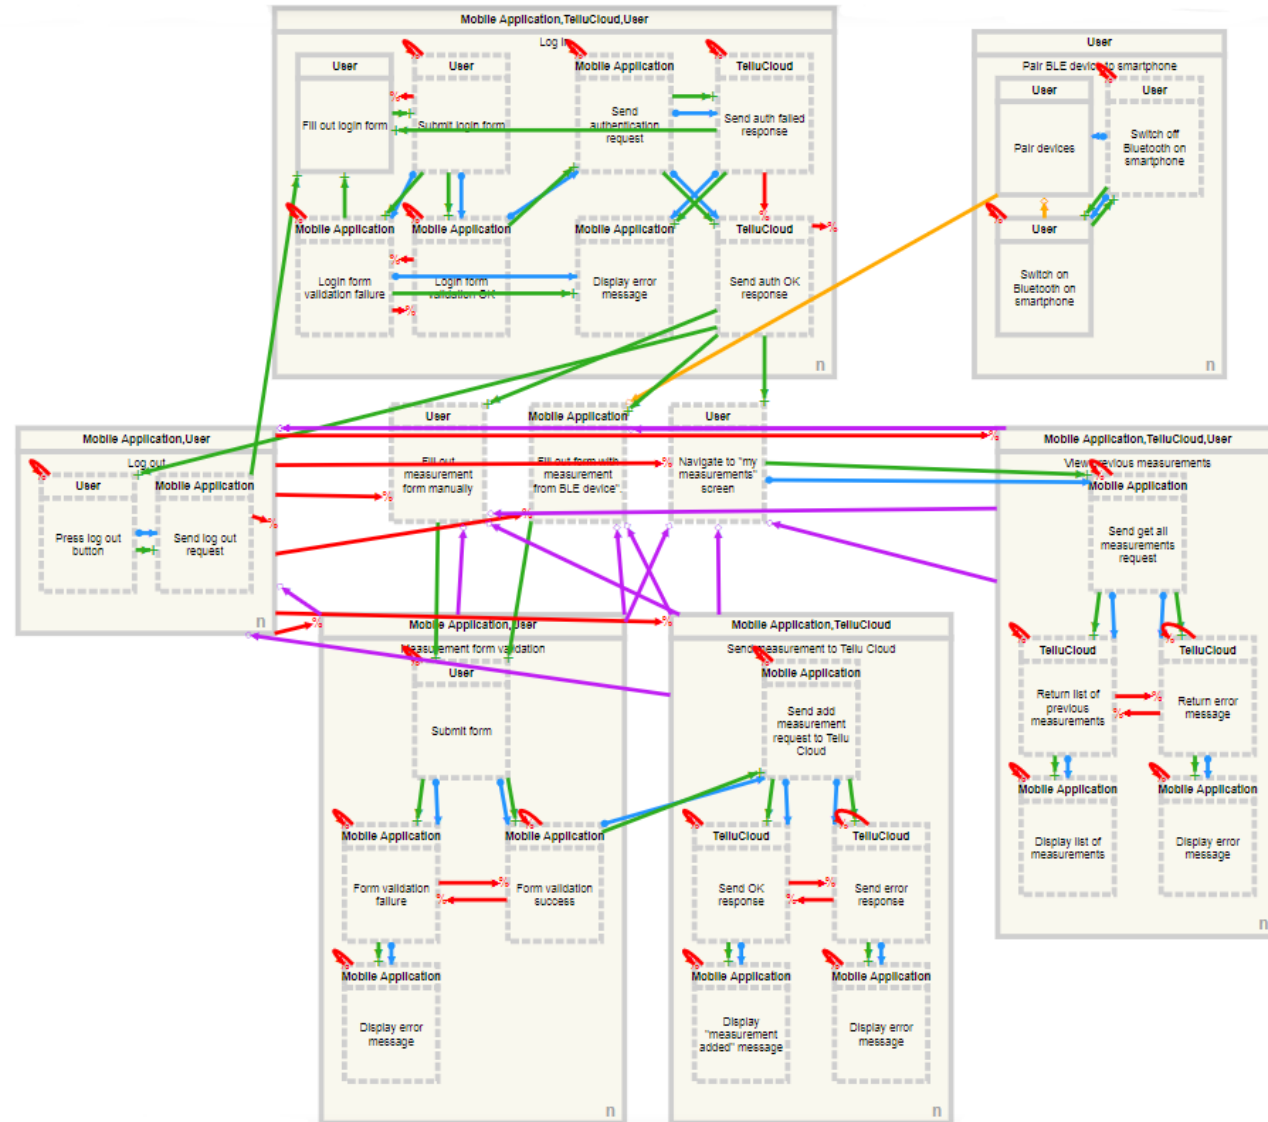 Mobile Application,TelluCloud,User
Log in
User
Fill out login form
User
Submit login form
Mobile Application
Send
authentication
request
TelluCloud
Send auth failed
response
Mobile Application
Login form
validation failure
Mobile Application
Login form
validation OK
Mobile Application
Display error
message
TelluCloud
Send auth OK
response
n
User
Pair BLE device to smartphone
User
Pair devices
User
Switch off
Bluetooth on
smartphone
User
Switch on
Bluetooth on
smartphone
n
User
Fill out
measurement
form manually
Mobile Application
Fill out form with
measurement
from BLE device".
User
Navigate to "my
measurements"
screen
Mobile Application,User
Log out
User
Press log out
button
Mobile Application
Send log out
request
n
Mobile Application,TelluCloud,User
View previous measurements
Mobile Application
Send get all
measurements
request
TelluCloud
Return list of
previous
measurements
TelluCloud
Return error
message
Mobile Application
Display list of
measurements
Mobile Application
Display error
message
n
Mobile Application,User
Measurement form validation
User
Submit form
Mobile Application
Form validation
failure
Mobile Application
Form validation
success
Mobile Application
Display error
message
n
Mobile Application,TelluCloud
Send measurement to Tellu Cloud
Mobile Application
Send add
measurement
request to Tellu
Cloud
TelluCloud
Send OK
response
TelluCloud
Send error
response
Mobile Application
Display
"measurement
added" message
Mobile Application
Display error
message
n